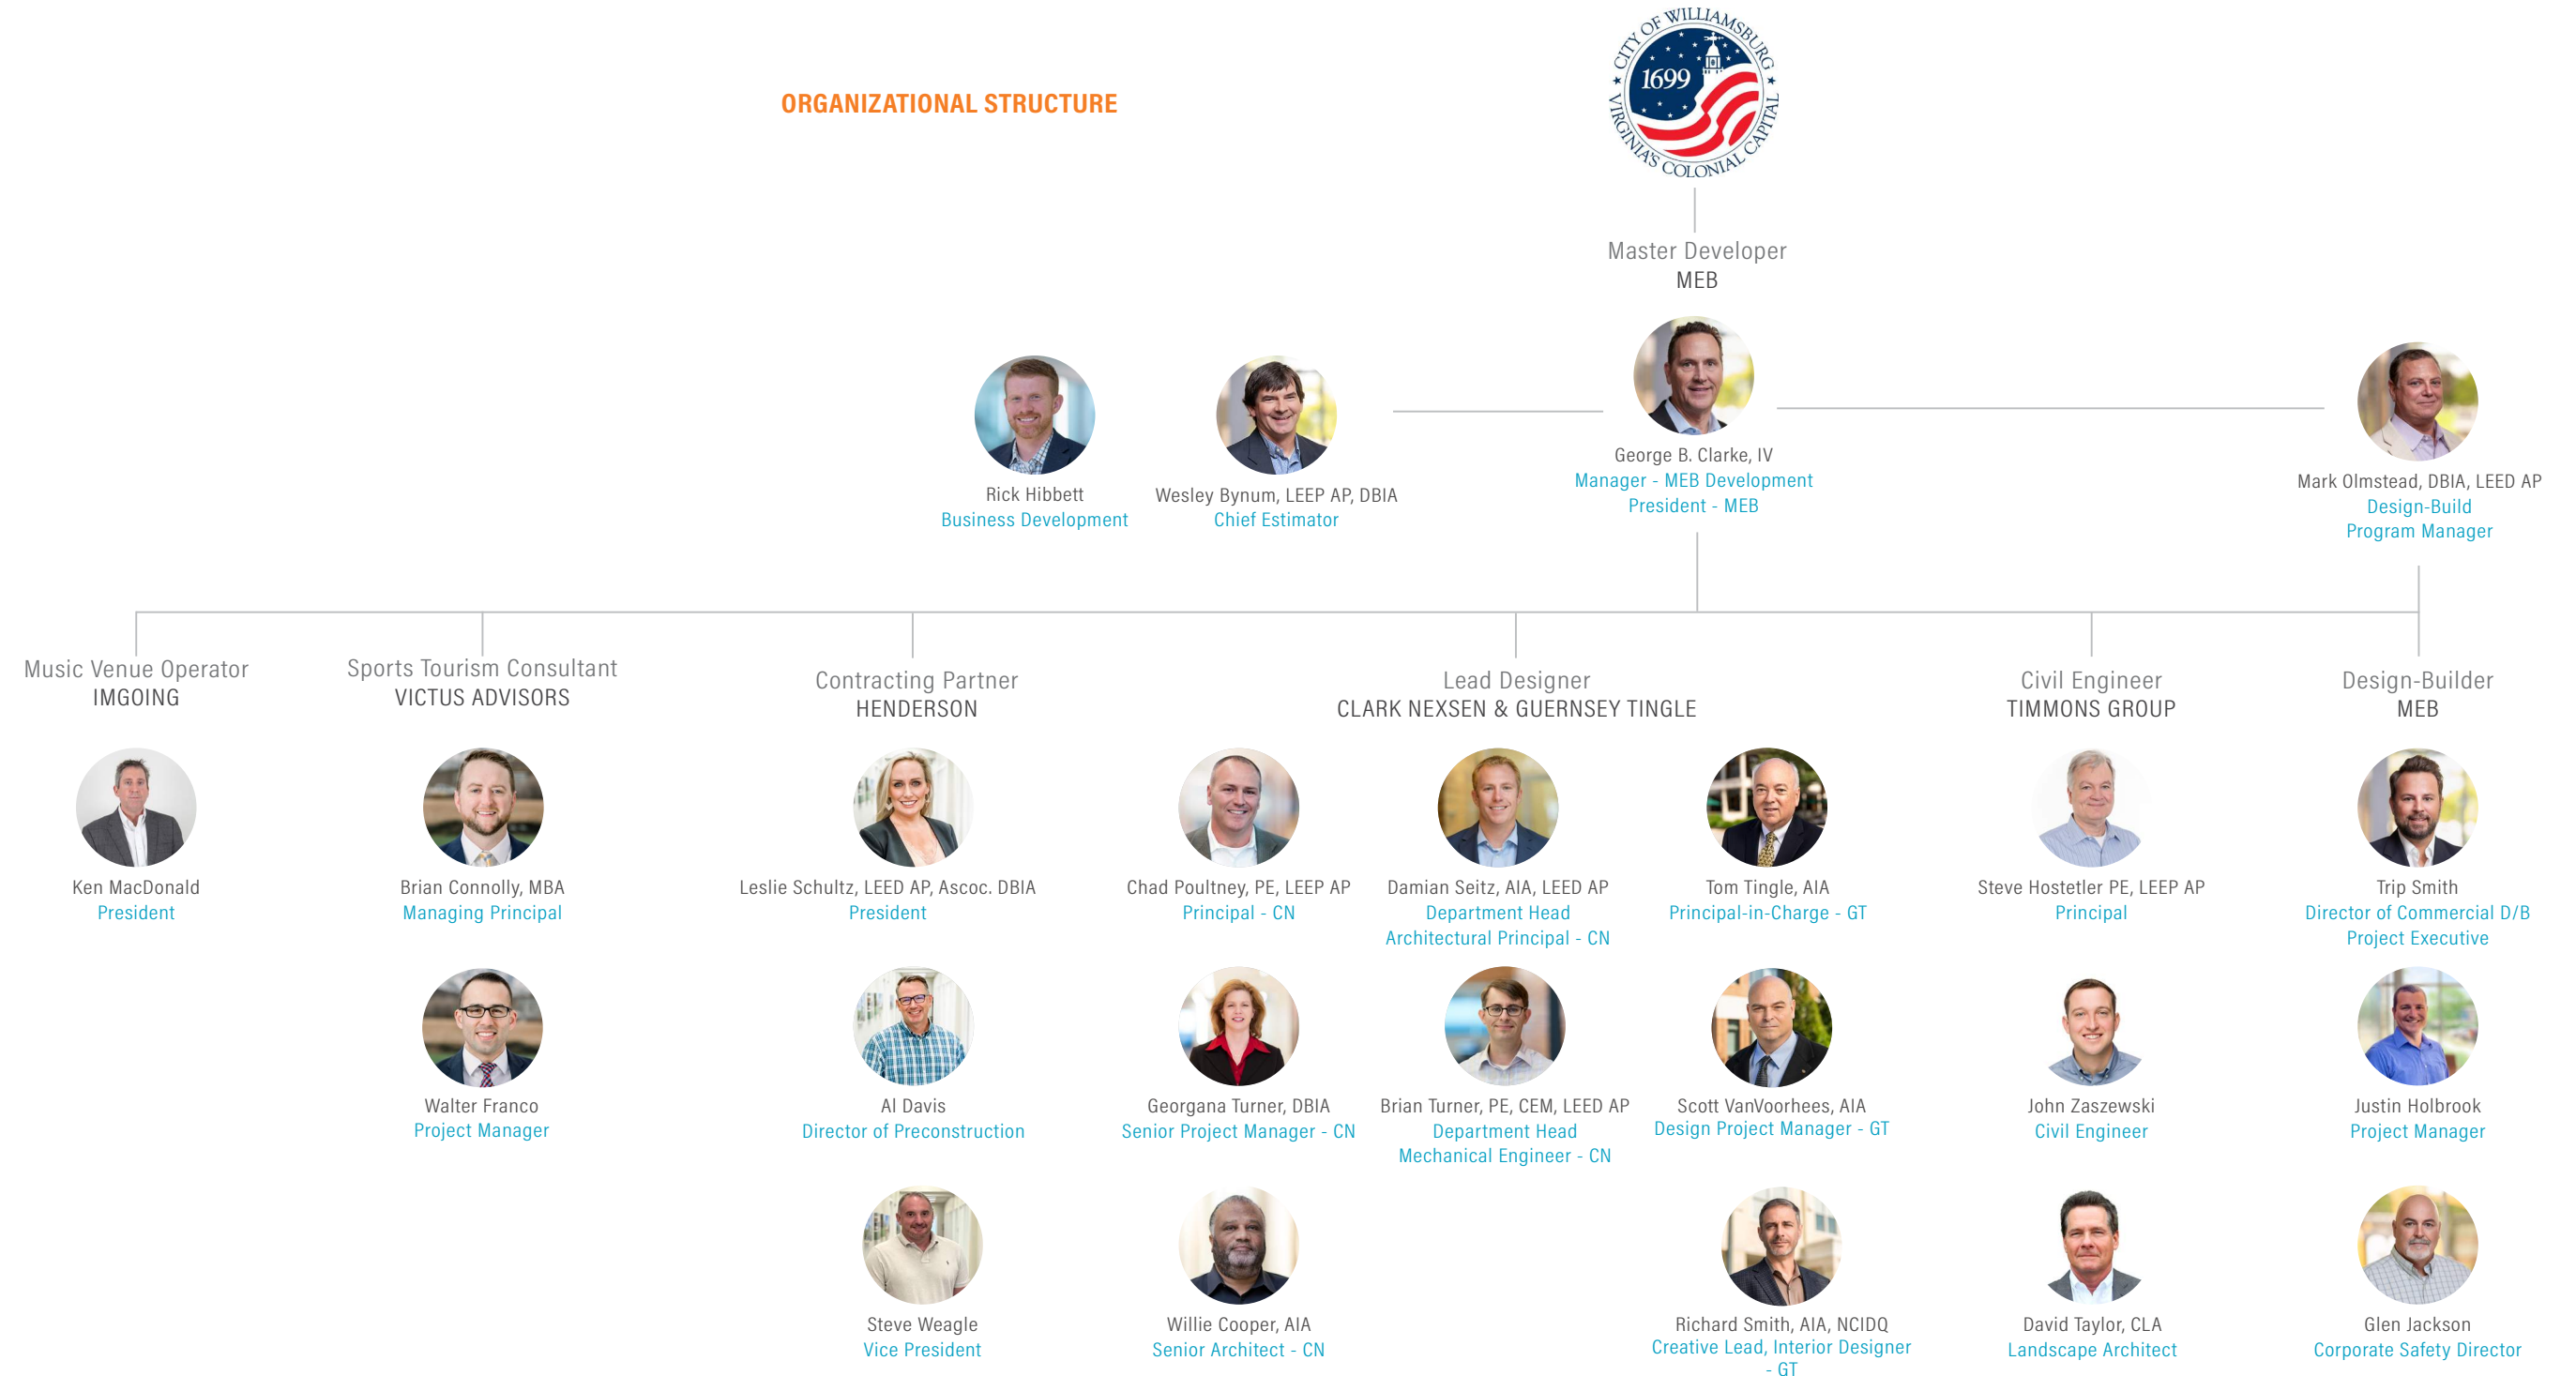 CITY OF WILLIAMSBURG
1699
VIRGINIA'S COLONIAL CAPITAL
ORGANIZATIONAL STRUCTURE
Master Developer
MEB
Rick Hibbett
Business Development
Wesley Bynum, LEEP AP, DBIA
Chief Estimator
George B. Clarke, IV
Manager - MEB Development
President - MEB
Mark Olmstead, DBIA, LEED AP
Design-Build
Program Manager
Music Venue Operator
IMGOING
Ken MacDonald
President
Sports Tourism Consultant
VICTUS ADVISORS
Brian Connolly, MBA
Managing Principal
Walter Franco
Project Manager
Contracting Partner
HENDERSON
Leslie Schultz, LEED AP, Ascoc. DBIA
President
Al Davis
Director of Preconstruction
Steve Weagle
Vice President
Lead Designer
CLARK NEXSEN & GUERNSEY TINGLE
Chad Poultney, PE, LEEP AP
Principal - CN
Georgana Turner, DBIA
Senior Project Manager - CN
Willie Cooper, AIA
Senior Architect - CN
Damian Seitz, AIA, LEED AP
Department Head
Architectural Principal - CN
Brian Turner, PE, CEM, LEED AP
Department Head
Mechanical Engineer - CN
Tom Tingle, AIA
Principal-in-Charge - GT
Scott VanVoorhees, AIA
Design Project Manager - GT
Richard Smith, AIA, NCIDQ
Creative Lead, Interior Designer
- GT
Civil Engineer
TIMMONS GROUP
Steve Hostetler PE, LEEP AP
Principal
John Zaszewski
Civil Engineer
David Taylor, CLA
Landscape Architect
Design-Builder
MEB
Trip Smith
Director of Commercial D/B
Project Executive
Justin Holbrook
Project Manager
Glen Jackson
Corporate Safety Director